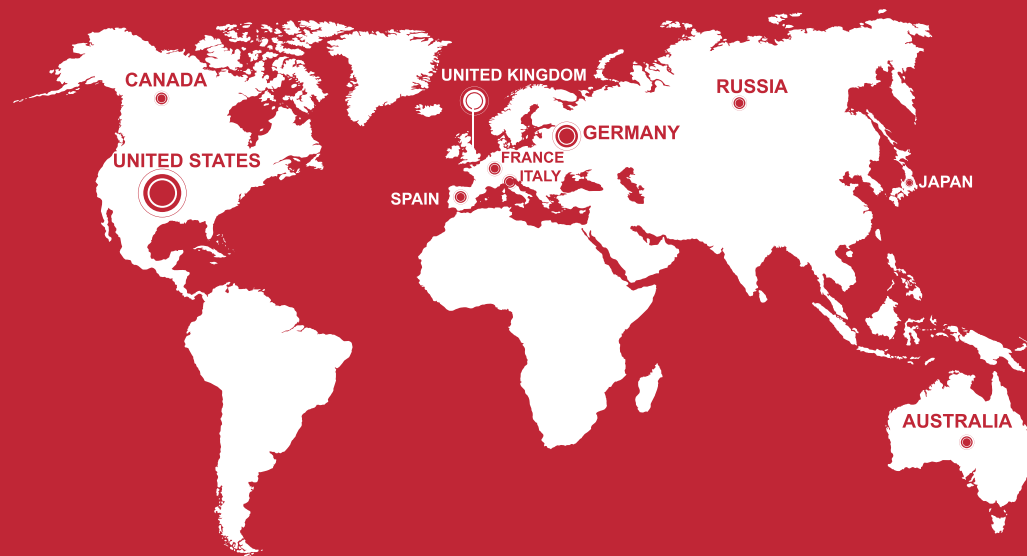 UNITED KINGDOM
CANADA
RUSSIA
GERMANY
UNITED STATES
FRANCE
ITALY
JAPAN
SPAIN
AUSTRALIA